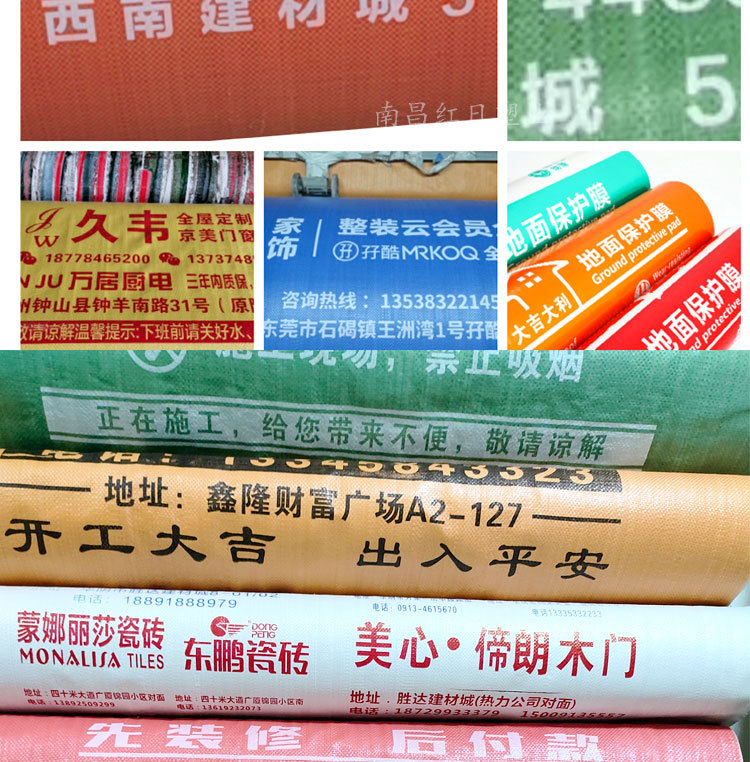 西南建材城 5
城 5
南昌红日塑
JW 久韦 全屋定制
京美门窗
18778465200
NJU 万居厨电 三年内质保
州钟山县钟羊南路31号（原
敬请谅解温馨提示:下班前请关好水、
家饰 整装云会员
孖酷MRKOQ 全
咨询热线：13538322145
东莞市石碣镇王洲湾1号孖酷
地面保护膜
地面保护膜
Ground protective pad
大吉大利
地面保护膜
Ground protective
施工现场，禁止吸烟
正在施工，给您带来不便，敬请谅解
地址：鑫隆财富广场A2-127
开工大吉 出入平安
电话：18891888979
电话：0913-4615670
13335332233
蒙娜丽莎瓷砖
MONALISA TILES
DONG PENG
东鹏瓷砖
美心·偙朗木门
地址：四十米大道广厦锦园小区对面
电话：13892509299
地址：四十米大道广厦锦园小区南
电话：13619232073
地址．胜达建材城(热力公司对面)
电话：18729933379 15009135557
先装修 后付款